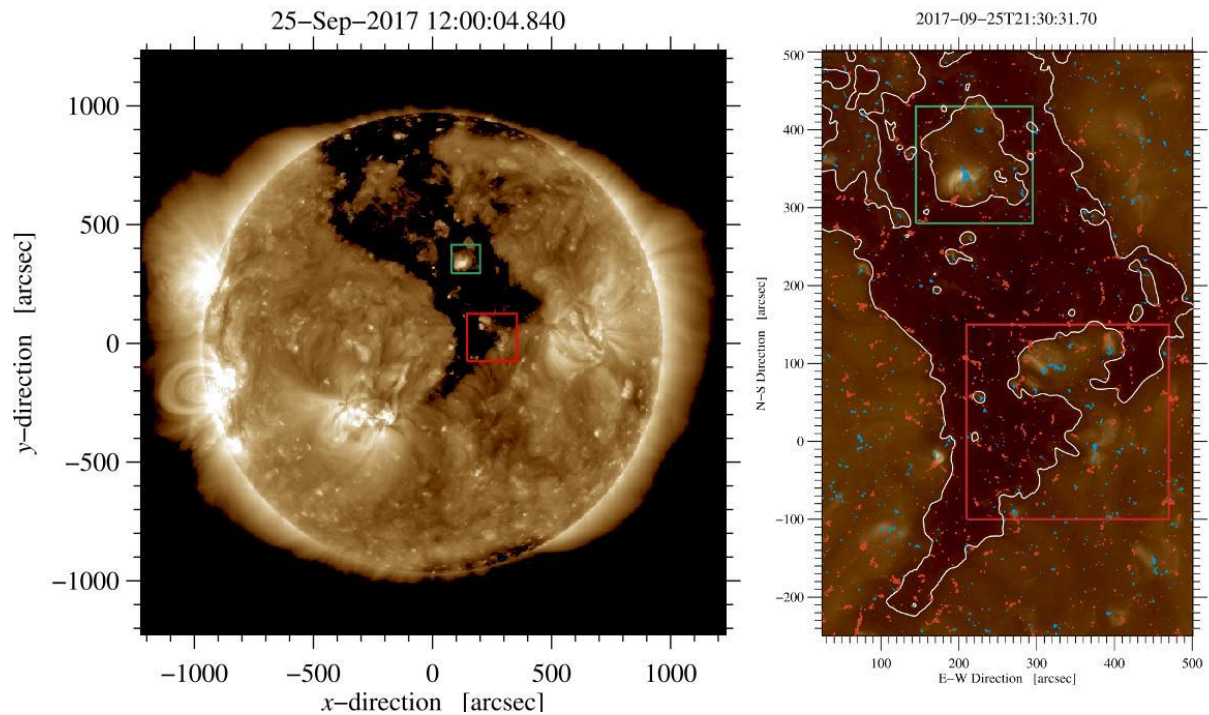 25−Sep−2017 12:00:04.840
1000
500
0
−500
−1000
y−direction [arcsec]
−1000 −500 0 500 1000
x−direction [arcsec]
2017−09−25T21:30:31.70
500
400
300
200
100
0
−100
−200
N−S Direction [arcsec]
100 200 300 400 500
E−W Direction [arcsec]